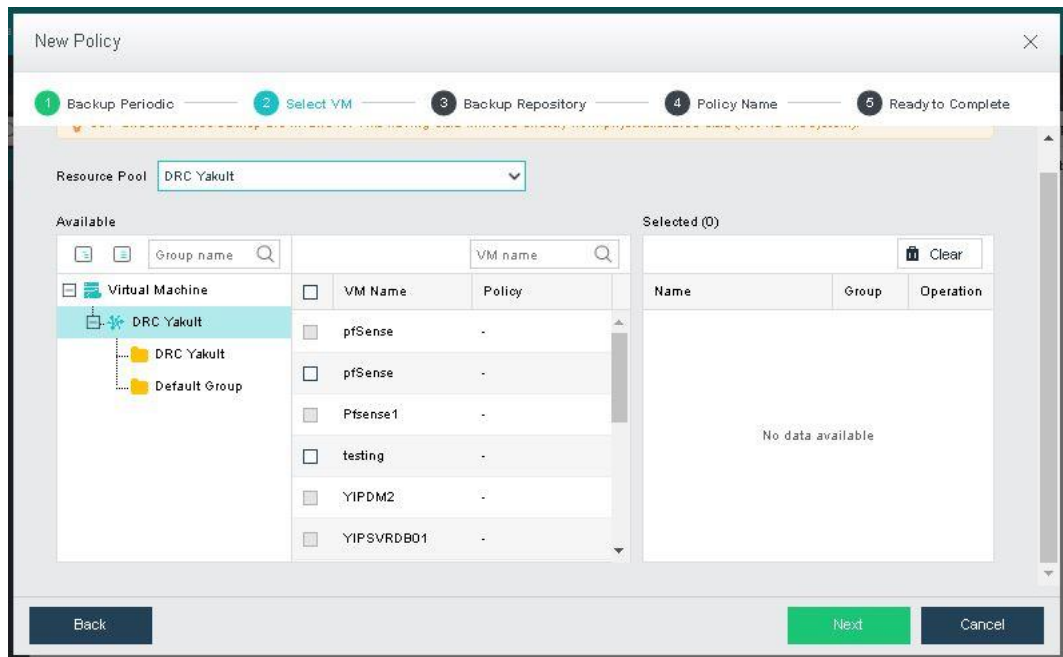 New Policy
1 Backup Periodic
2 Select VM
3 Backup Repository
4 Policy Name
5 Ready to Complete
Resource Pool DRC Yakult
Available
Selected (0)
Group name
VM name
Clear
Virtual Machine
DRC Yakult
DRC Yakult
Default Group
VM Name Policy
pfSense -
pfSense -
Pfsense1 -
testing -
YIPDM2 -
YIPSVRDB01 -
Name Group Operation
No data available
Back
Next
Cancel